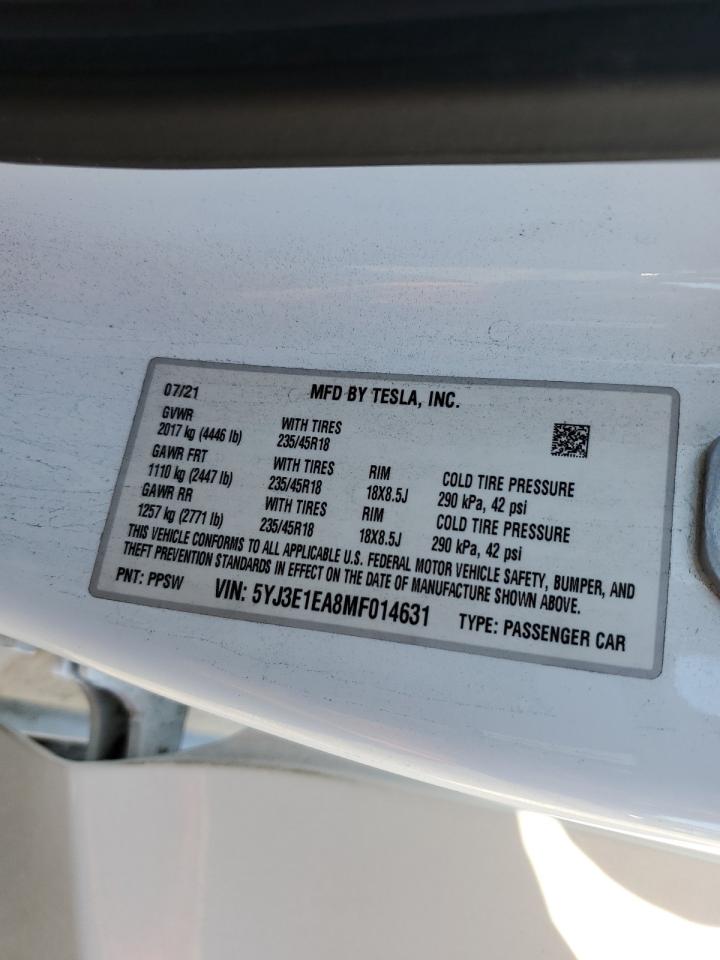 07/21 MFD BY TESLA, INC.
GVWR
2017 kg (4446 lb) WITH TIRES 235/45R18
GAWR FRT
1110 kg (2447 lb) WITH TIRES 235/45R18 RIM 18X8.5J COLD TIRE PRESSURE 290 kPa, 42 psi
GAWR RR
1257 kg (2771 lb) WITH TIRES 235/45R18 RIM 18X8.5J COLD TIRE PRESSURE 290 kPa, 42 psi
THIS VEHICLE CONFORMS TO ALL APPLICABLE U.S. FEDERAL MOTOR VEHICLE SAFETY, BUMPER, AND
THEFT PREVENTION STANDARDS IN EFFECT ON THE DATE OF MANUFACTURE SHOWN ABOVE.
PNT: PPSW VIN: 5YJ3E1EA8MF014631 TYPE: PASSENGER CAR